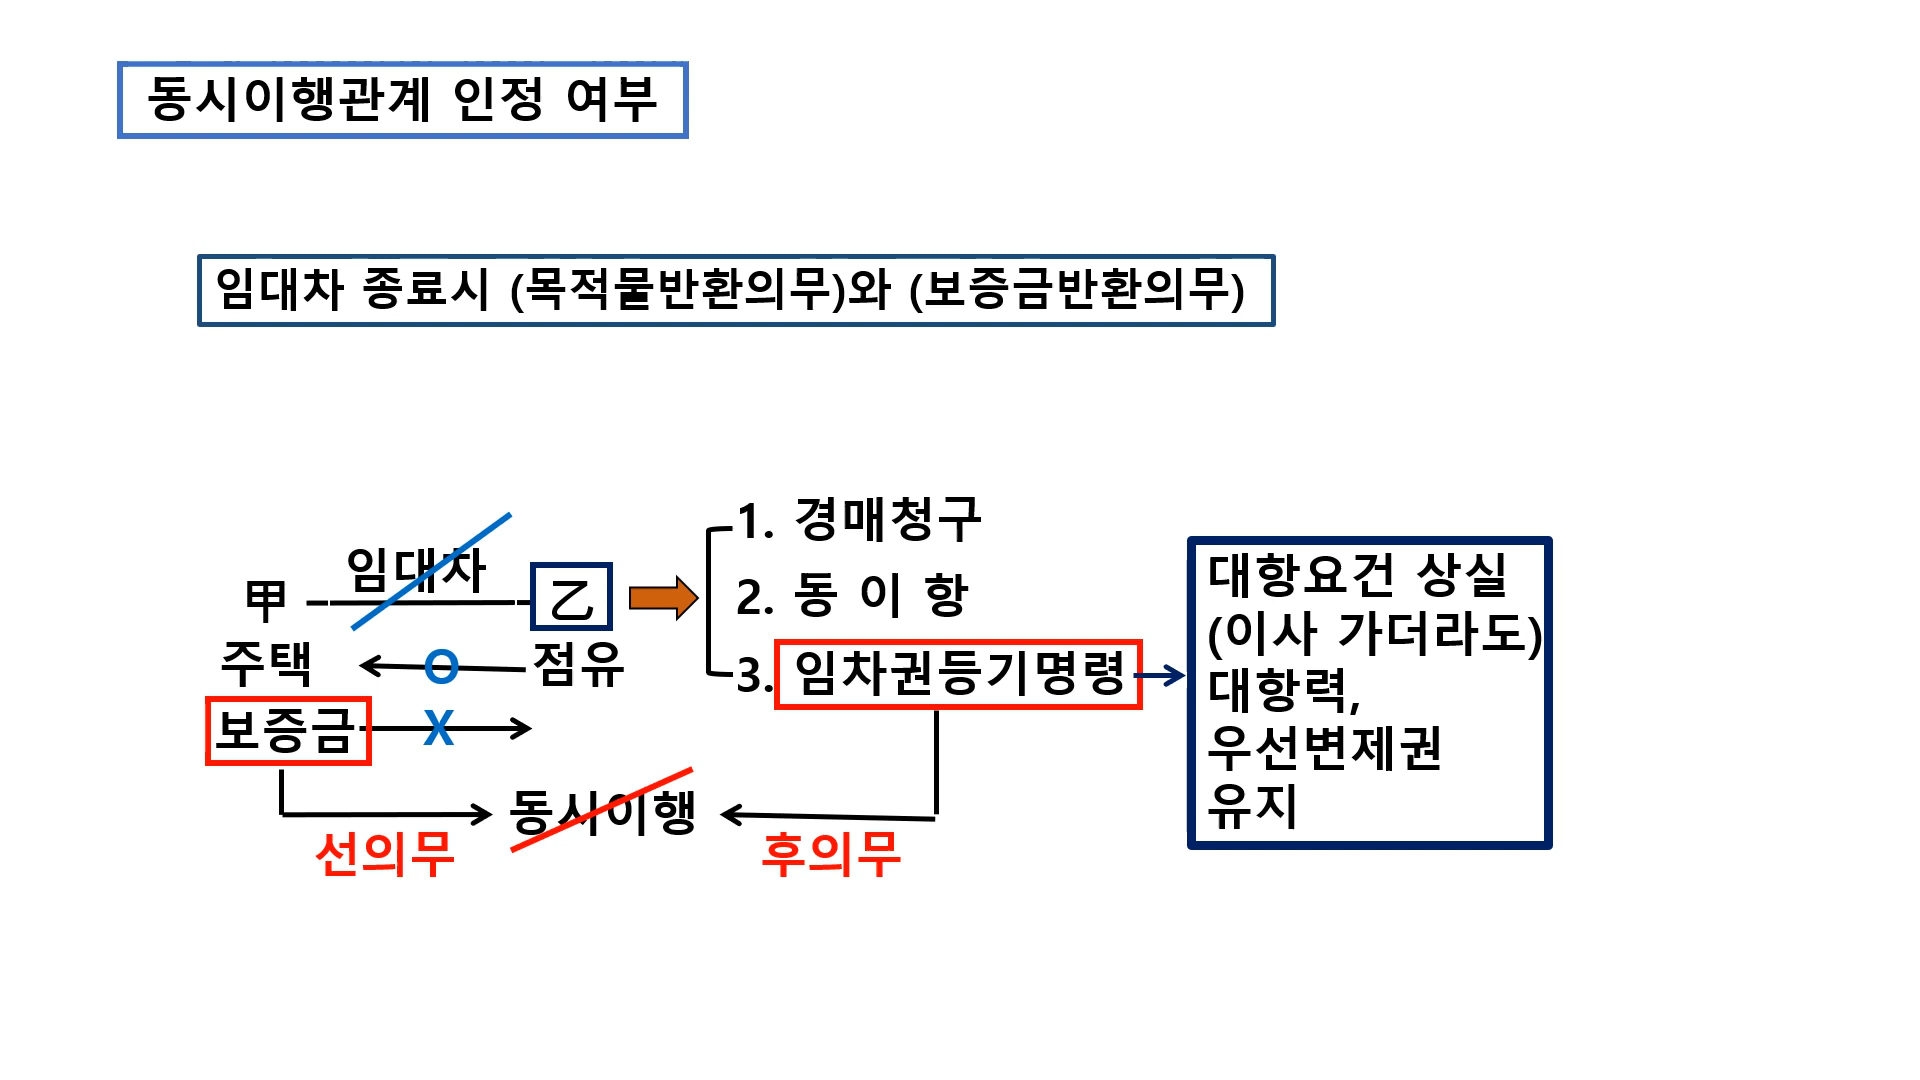 동시이행관계 인정 여부
임대차 종료시 (목적물반환의무)와 (보증금반환의무)
임대차
甲
乙
주택
O
점유
보증금
X
1. 경매청구
2. 동 이 항
3. 임차권등기명령
대항요건 상실
(이사 가더라도)
대항력,
우선변제권
유지
동시이행
선의무
후의무